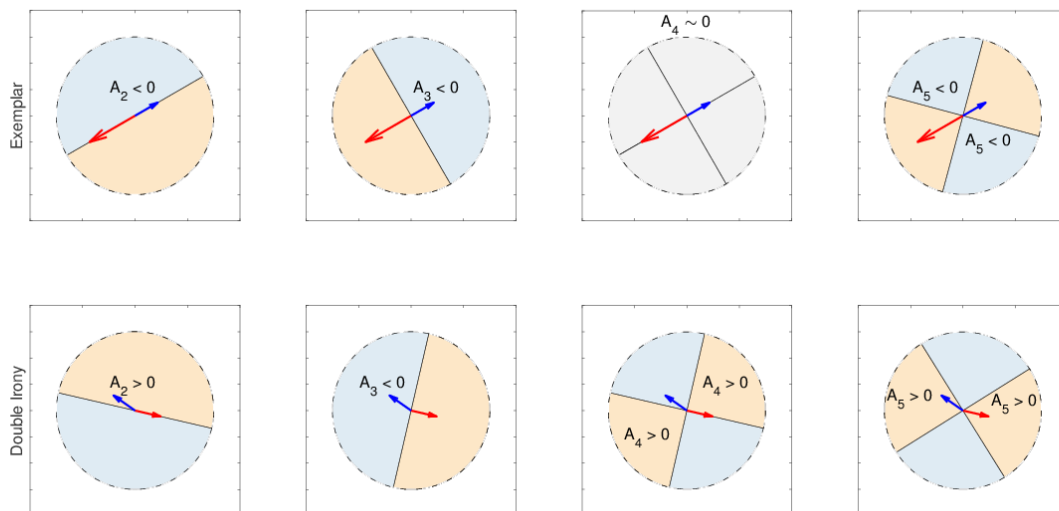 A₄ ∼ 0
Exemplar
A₂ < 0
A₃ < 0
A₅ < 0
A₅ < 0
Double Irony
A₂ > 0
A₃ < 0
A₄ > 0
A₄ > 0
A₅ > 0
A₅ > 0